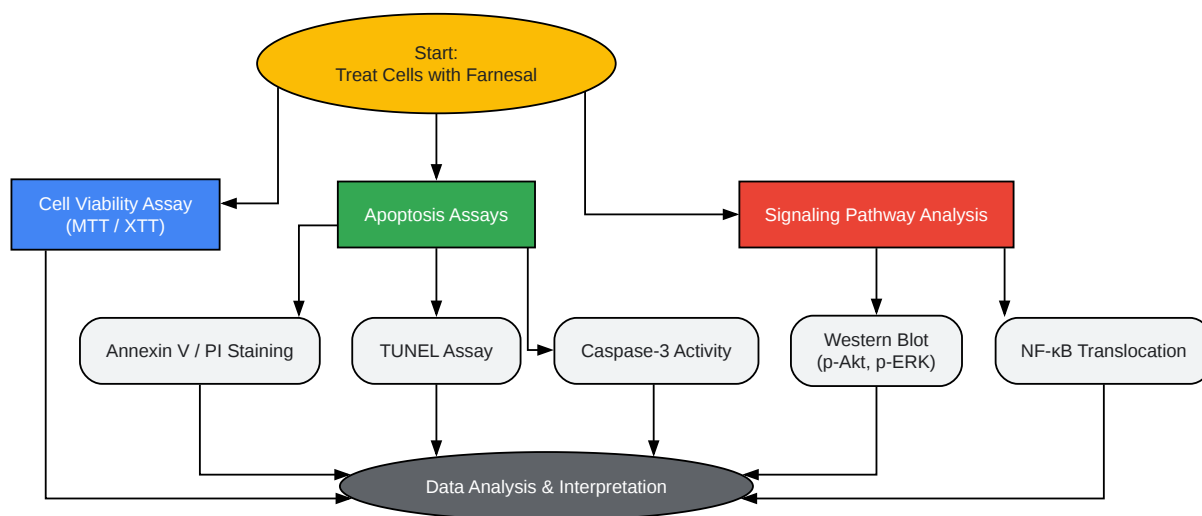 Start:
Treat Cells with Farnesal
Cell Viability Assay
(MTT / XTT)
Apoptosis Assays
Signaling Pathway Analysis
Annexin V / PI Staining
TUNEL Assay
Caspase-3 Activity
Western Blot
(p-Akt, p-ERK)
NF-κB Translocation
Data Analysis & Interpretation